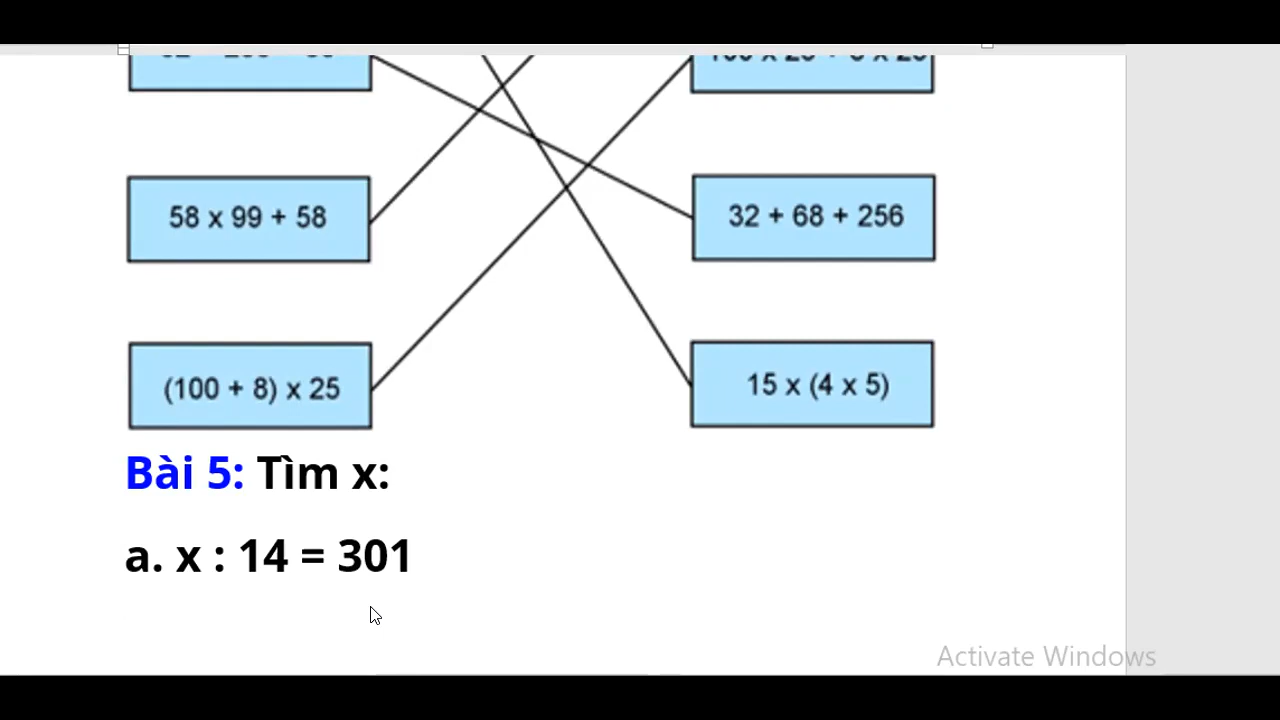 58 x 99 + 58
32 + 68 + 256
(100 + 8) x 25
15 x (4 x 5)
Bài 5: Tìm x:
a. x : 14 = 301
Activate Windows